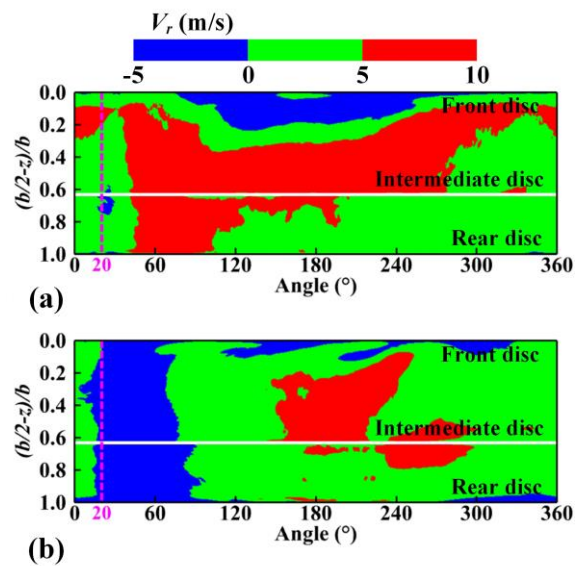 V_r (m/s)
-5 0 5 10
(b/2-z)/b
0.0
0.2
0.4
0.6
0.8
1.0
Front disc
Intermediate disc
Rear disc
0 20 60 120 180 240 300 360
Angle (°)
(a)
(b/2-z)/b
0.0
0.2
0.4
0.6
0.8
1.0
Front disc
Intermediate disc
Rear disc
0 20 60 120 180 240 300 360
Angle (°)
(b)